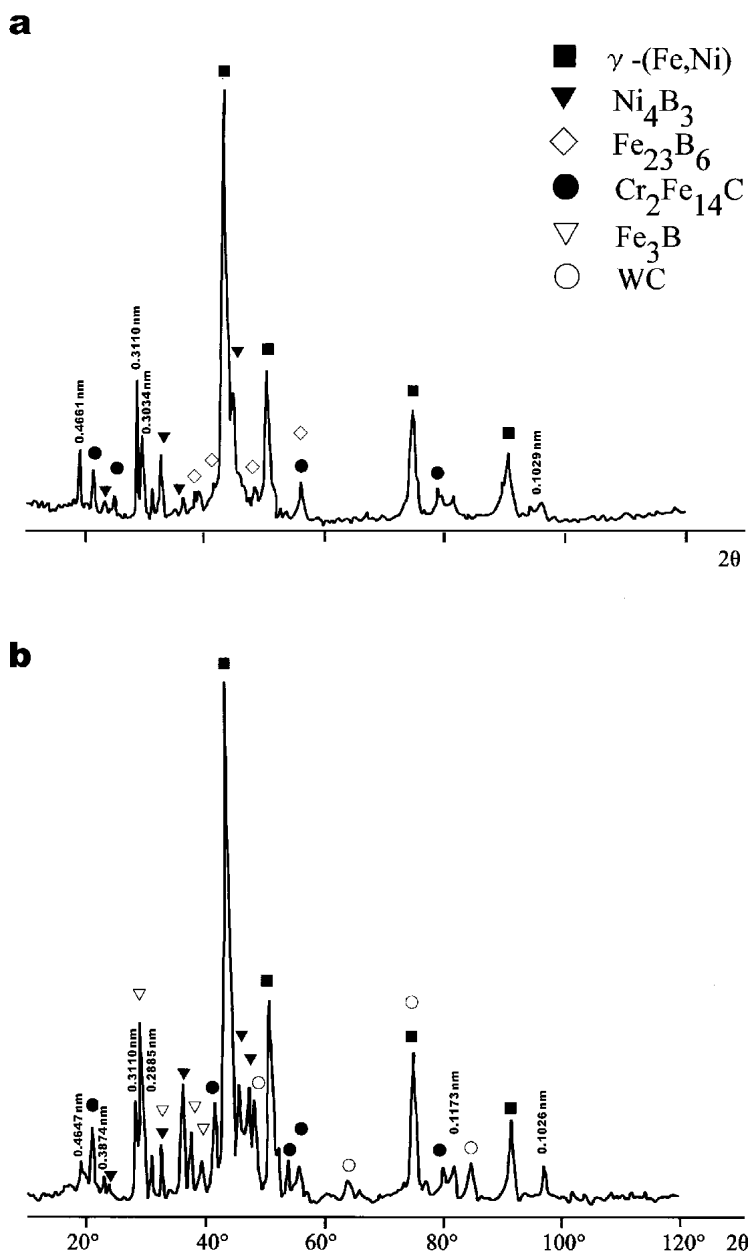 a
γ-(Fe,Ni)
Ni4B3
Fe23B6
Cr2Fe14C
Fe3B
WC
0.4661 nm
0.3110 nm
0.3034 nm
0.1029 nm
2θ
b
0.4647 nm
0.3874 nm
0.3110 nm
0.2885 nm
0.1173 nm
0.1026 nm
20° 40° 60° 80° 100° 120° 2θ